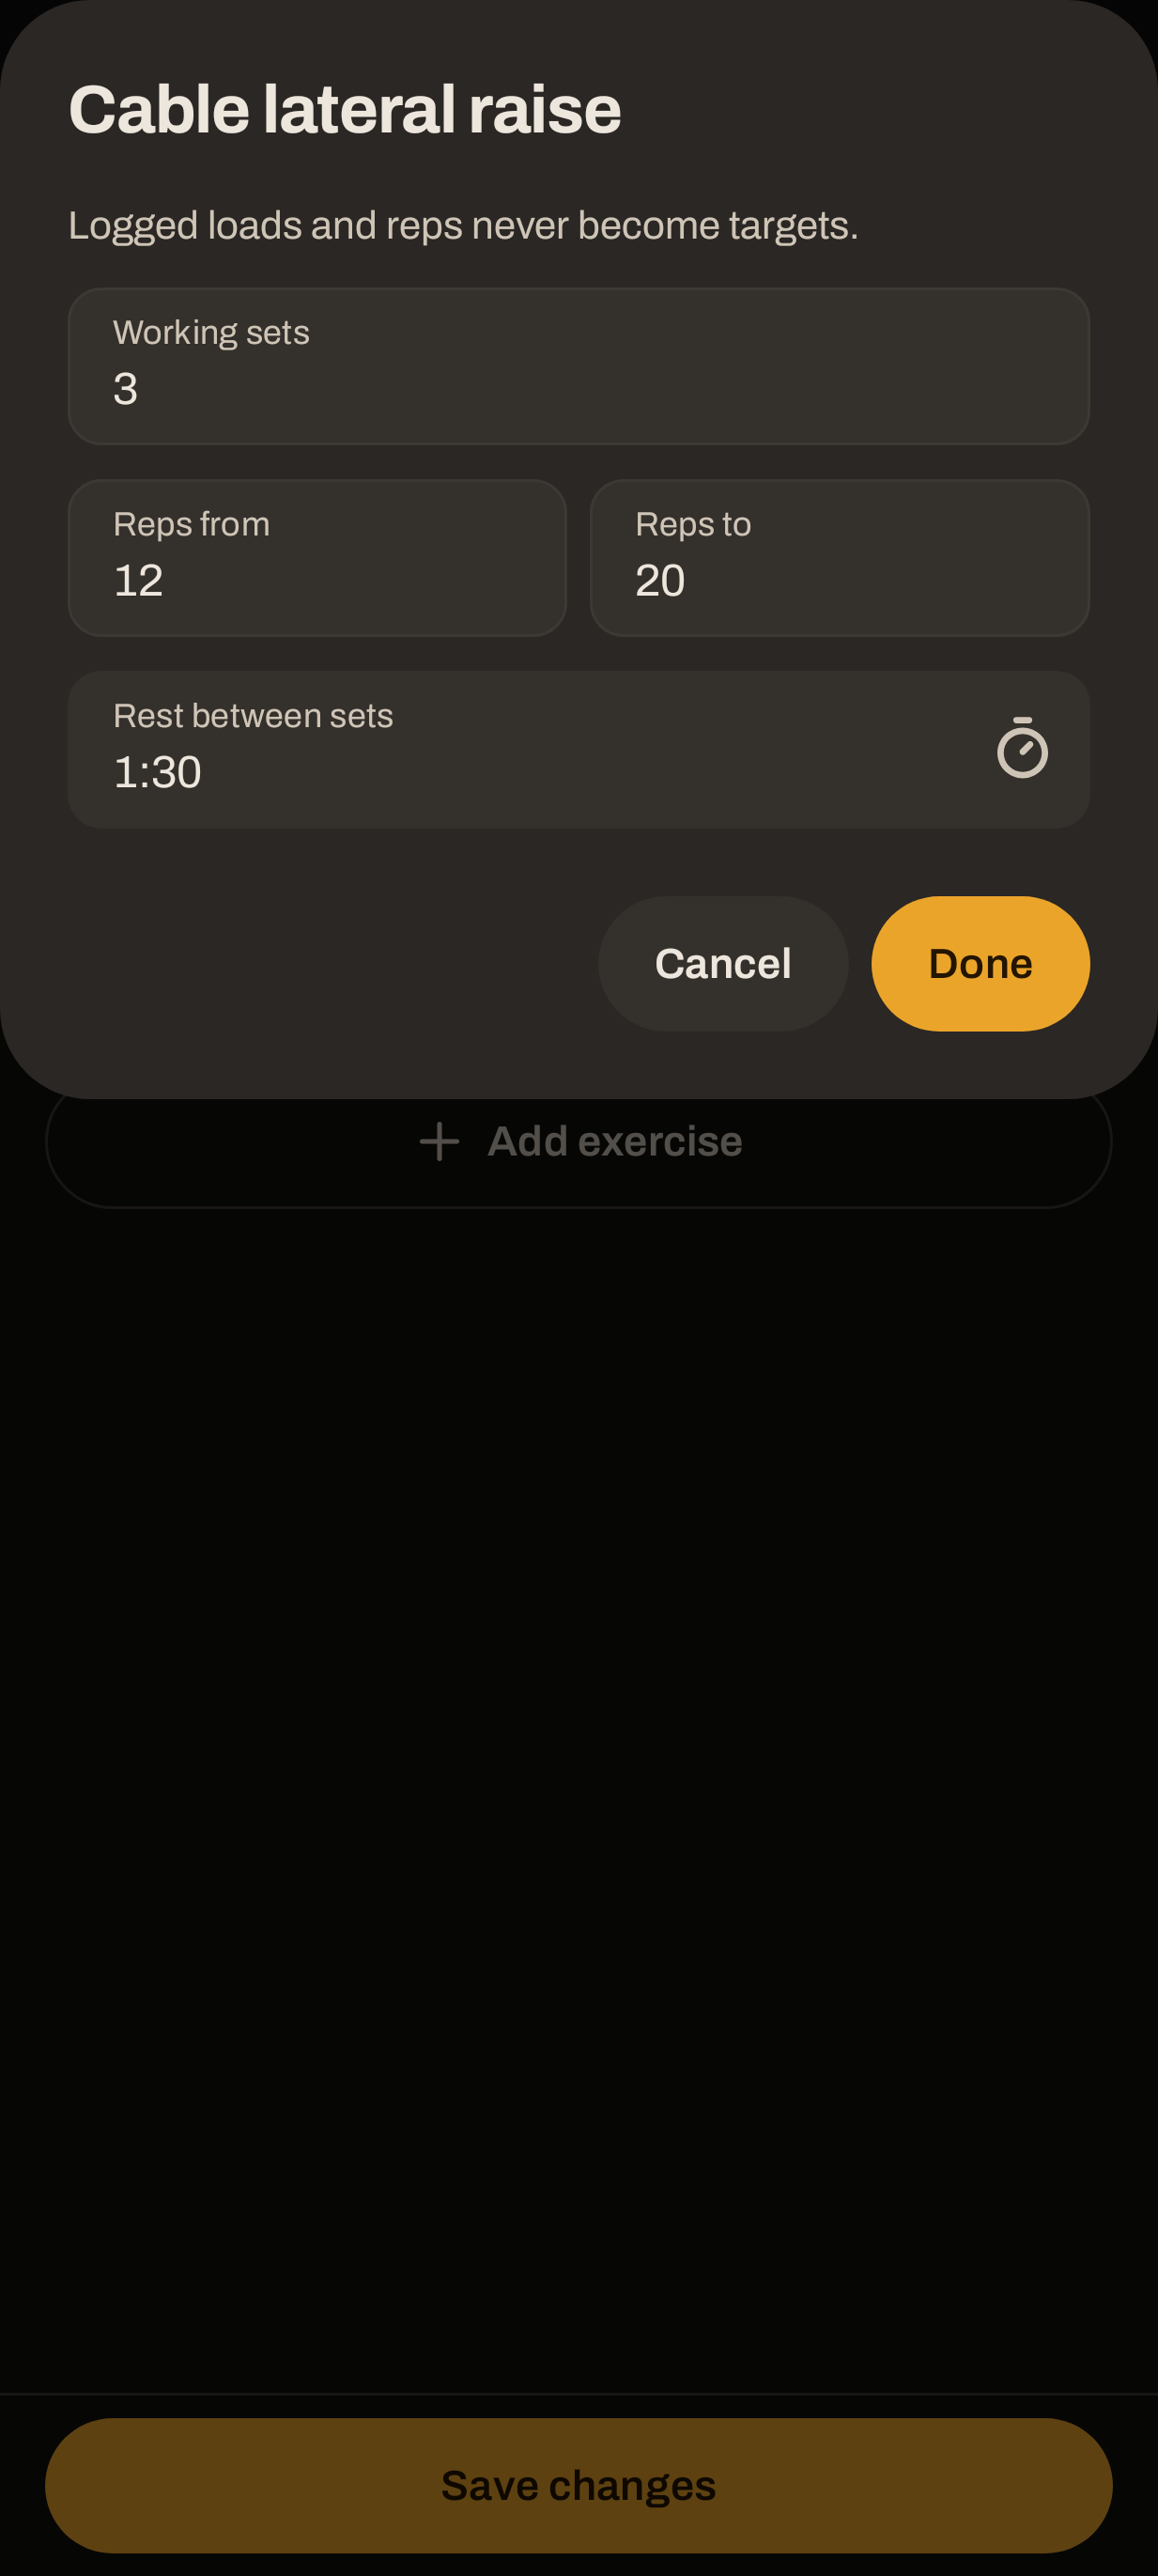 Cable lateral raise
Logged loads and reps never become targets.
Working sets
3
Reps from
12
Reps to
20
Rest between sets
1:30
Cancel
Done
Add exercise
Save changes